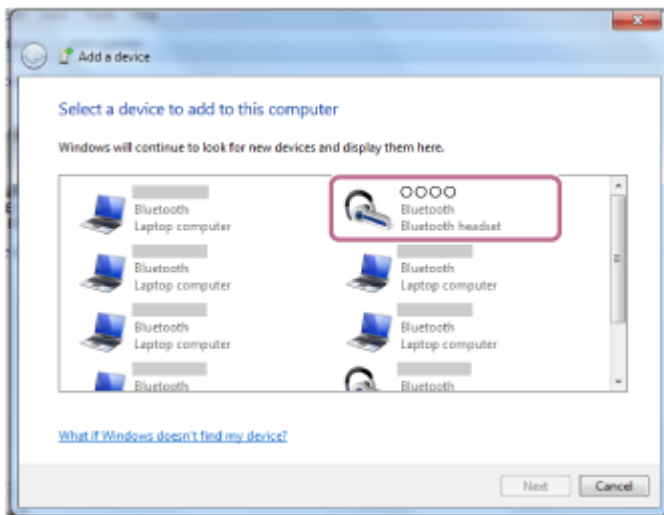 Add a device
Select a device to add to this computer
Windows will continue to look for new devices and display them here.
Bluetooth
Laptop computer
OOOO
Bluetooth
Bluetooth headset
Bluetooth
Laptop computer
Bluetooth
Laptop computer
Bluetooth
Laptop computer
Bluetooth
Laptop computer
Bluetooth
Bluetooth
What if Windows doesn't find my device?
Next
Cancel